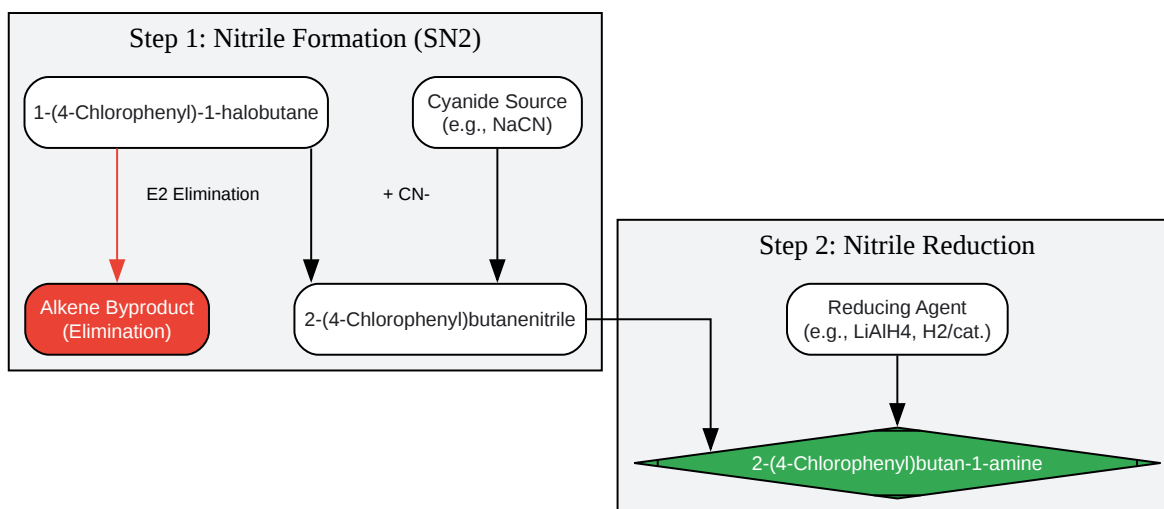 Step 1: Nitrile Formation (SN2)
1-(4-Chlorophenyl)-1-halobutane
Cyanide Source
(e.g., NaCN)
E2 Elimination
+ CN-
Alkene Byproduct
(Elimination)
2-(4-Chlorophenyl)butanenitrile
Step 2: Nitrile Reduction
Reducing Agent
(e.g., LiAlH4, H2/cat.)
2-(4-Chlorophenyl)butan-1-amine